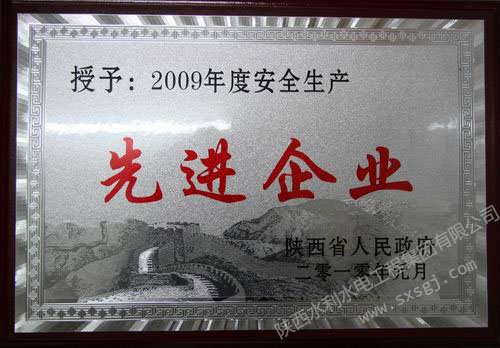 授予：2009年度安全生产
先进企业
陕西省人民政府
二零一零年元月
陕西水利水电工程集团有限公司
www.sxsgj.com